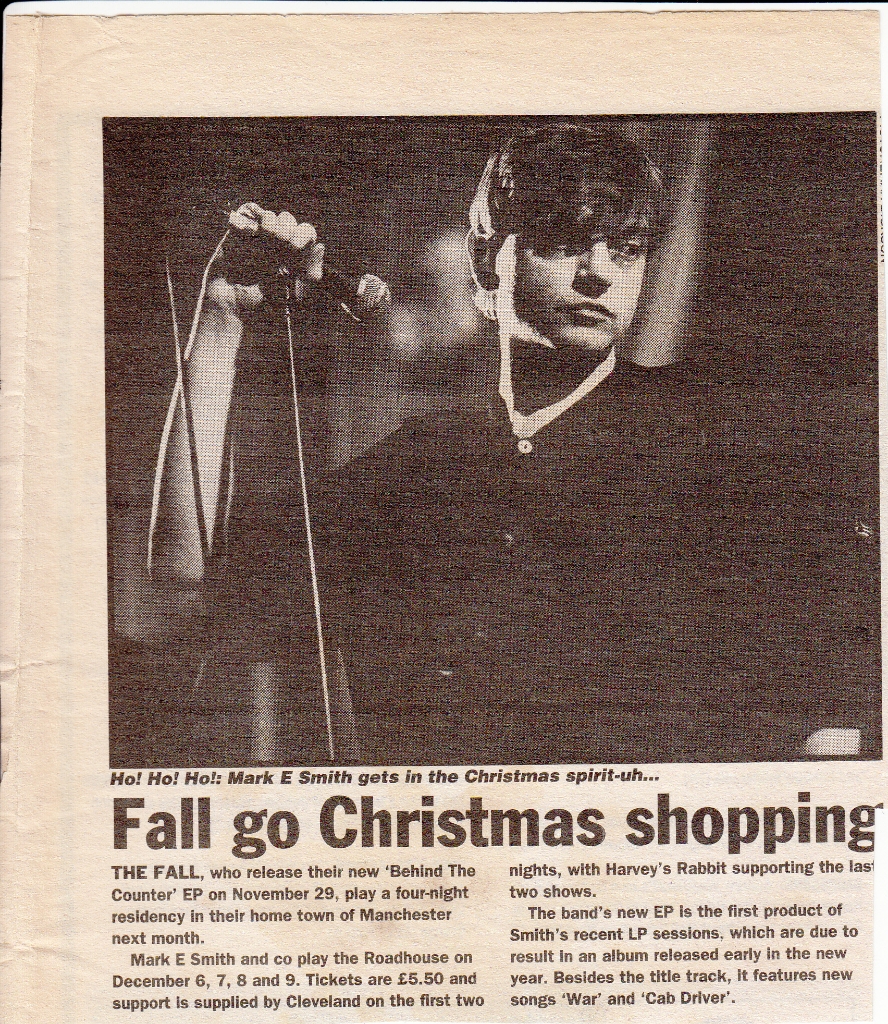 Ho! Ho! Ho!: Mark E Smith gets in the Christmas spirit-uh...
Fall go Christmas shopping
THE FALL, who release their new ‘Behind The
Counter’ EP on November 29, play a four-night
residency in their home town of Manchester
next month.
Mark E Smith and co play the Roadhouse on
December 6, 7, 8 and 9. Tickets are £5.50 and
support is supplied by Cleveland on the first two
nights, with Harvey’s Rabbit supporting the last
two shows.
The band’s new EP is the first product of
Smith’s recent LP sessions, which are due to
result in an album released early in the new
year. Besides the title track, it features new
songs ‘War’ and ‘Cab Driver’.